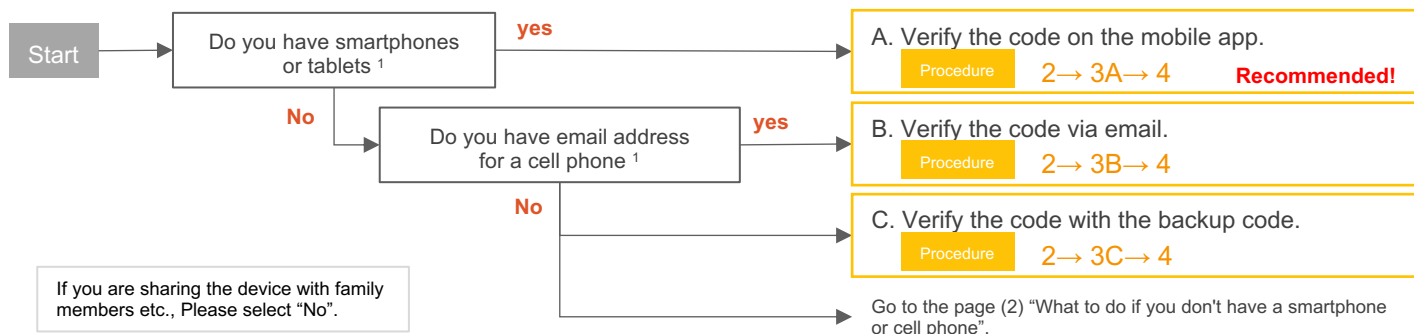 Start
Do you have smartphones
or tablets 1
yes
A. Verify the code on the mobile app.
Procedure
2→ 3A→ 4
Recommended!
No
Do you have email address
for a cell phone 1
yes
B. Verify the code via email.
Procedure
2→ 3B→ 4
No
C. Verify the code with the backup code.
Procedure
2→ 3C→ 4
If you are sharing the device with family
members etc., Please select “No”.
Go to the page (2) “What to do if you don't have a smartphone
or cell phone”.